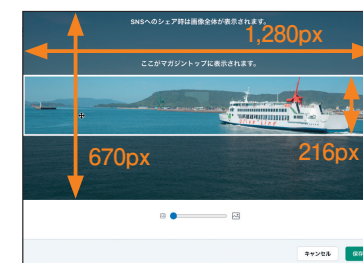 SNSへのシェア時は画像全体が表示されます。
1,280px
ここがマガジントップに表示されます。
670px
216px
キャンセル
保存